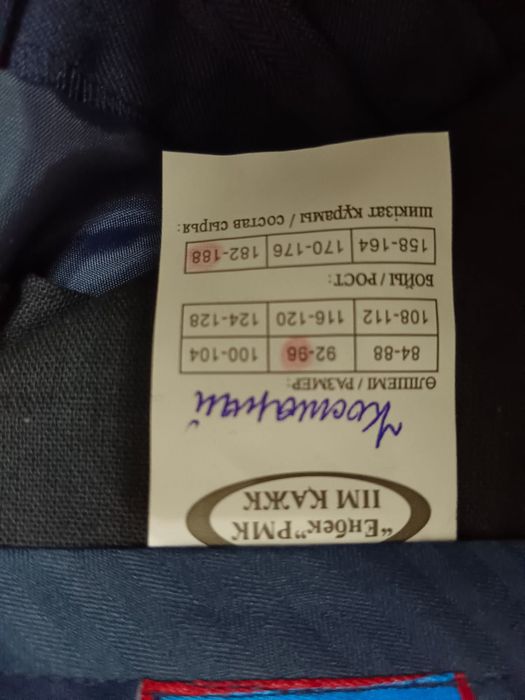 “Еңбек”РМК
ІІМ ҚАЖК
Костанай
ӨЛШЕМІ / РАЗМЕР:
84-88 92-96 100-104
108-112 116-120 124-128
БОЙЫ / РОСТ:
158-164 170-176 182-188
ШИКІЗАТ ҚҰРАМЫ / СОСТАВ СЫРЬЯ: